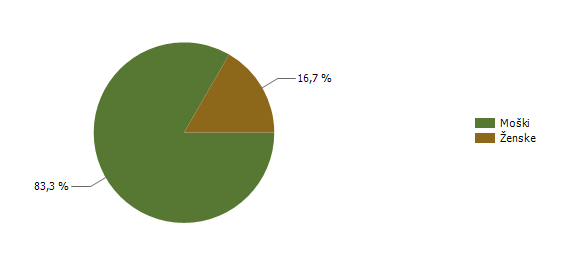 16,7 %
83,3 %
Moški
Ženske